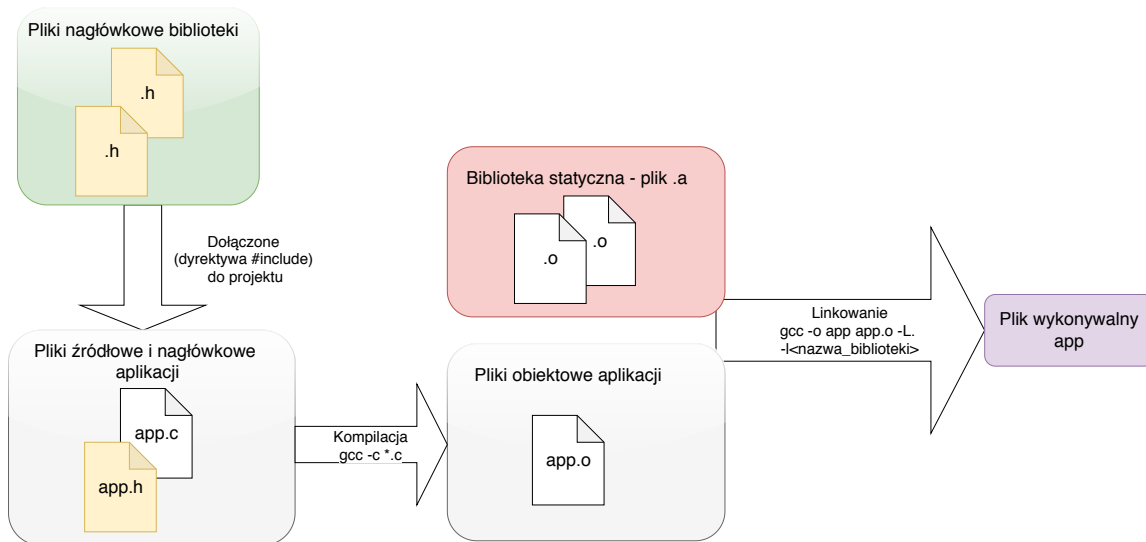 Pliki nagłówkowe biblioteki
.h
.h
Dołączone
(dyrektywa #include)
do projektu
Biblioteka statyczna - plik .a
.o
.o
Linkowanie
gcc -o app app.o -L.
-l<nazwa_biblioteki>
Plik wykonywalny
app
Pliki źródłowe i nagłówkowe
aplikacji
app.c
app.h
Kompilacja
gcc -c *.c
Pliki obiektowe aplikacji
app.o